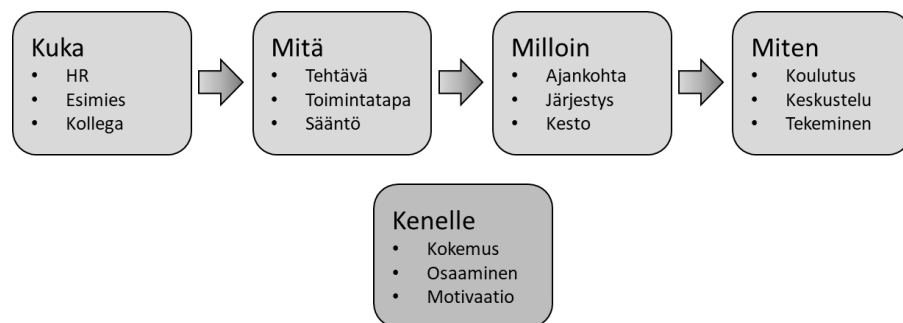 Kuka
• HR
• Esimies
• Kollega
Mitä
• Tehtävä
• Toimintatapa
• Sääntö
Milloin
• Ajankohta
• Järjestys
• Kesto
Miten
• Koulutus
• Keskustelu
• Tekeminen
Kenelle
• Kokemus
• Osaaminen
• Motivaatio